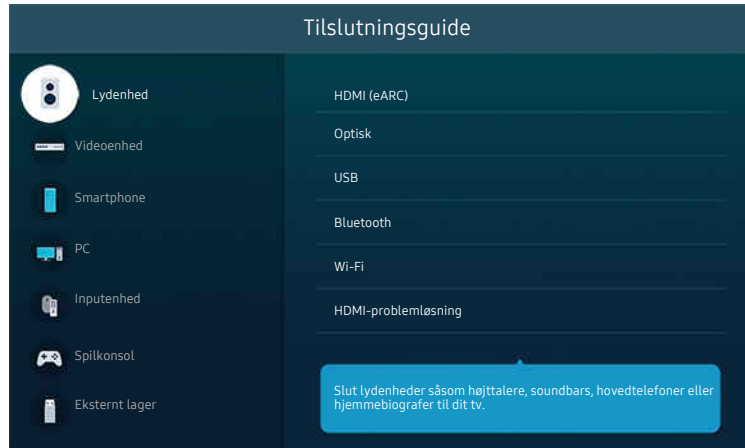 Tilslutningsguide
Lydenhed
Videoenhed
Smartphone
PC
Inputenhed
Spilkonsol
Eksternt lager
HDMI (eARC)
Optisk
USB
Bluetooth
Wi-Fi
HDMI-problemløsning
Slut lydenheder såsom højttalere, soundbars, hovedtelefoner eller
hjemmebiografer til dit tv.